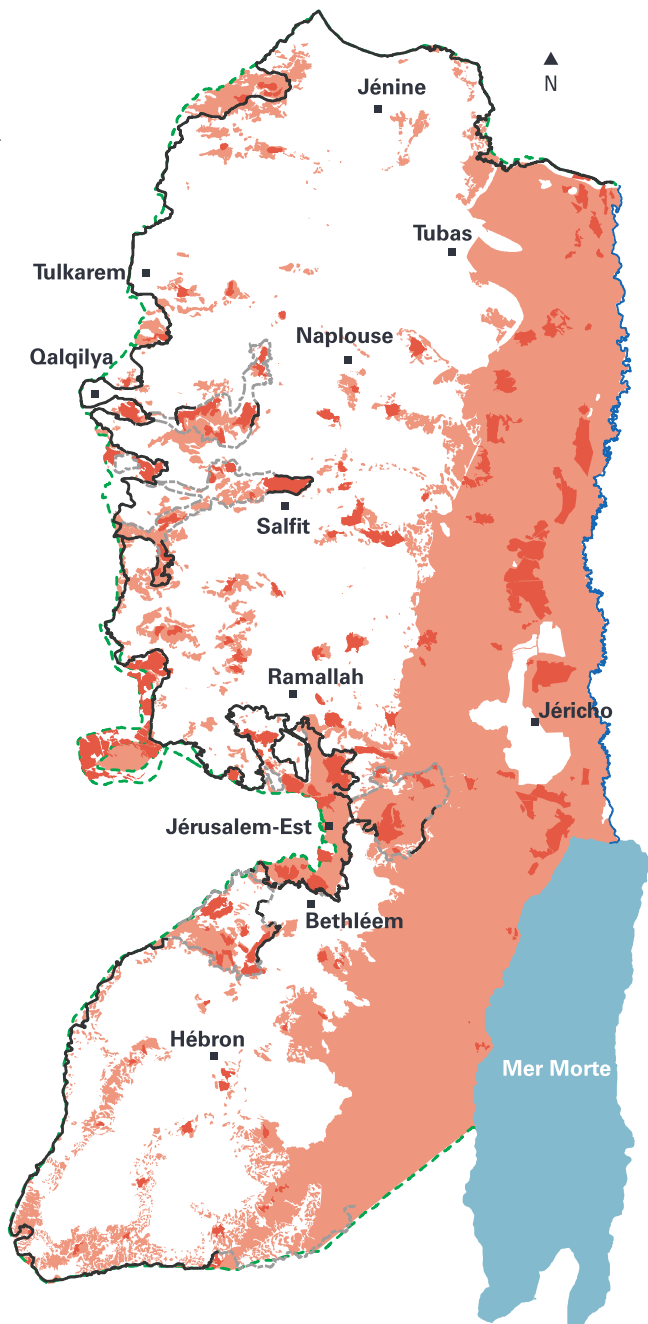 N
Jénine
Tubas
Tulkarem
Naplouse
Qalqilya
Salfit
Ramallah
Jéricho
Jérusalem-Est
Bethléem
Hébron
Mer Morte